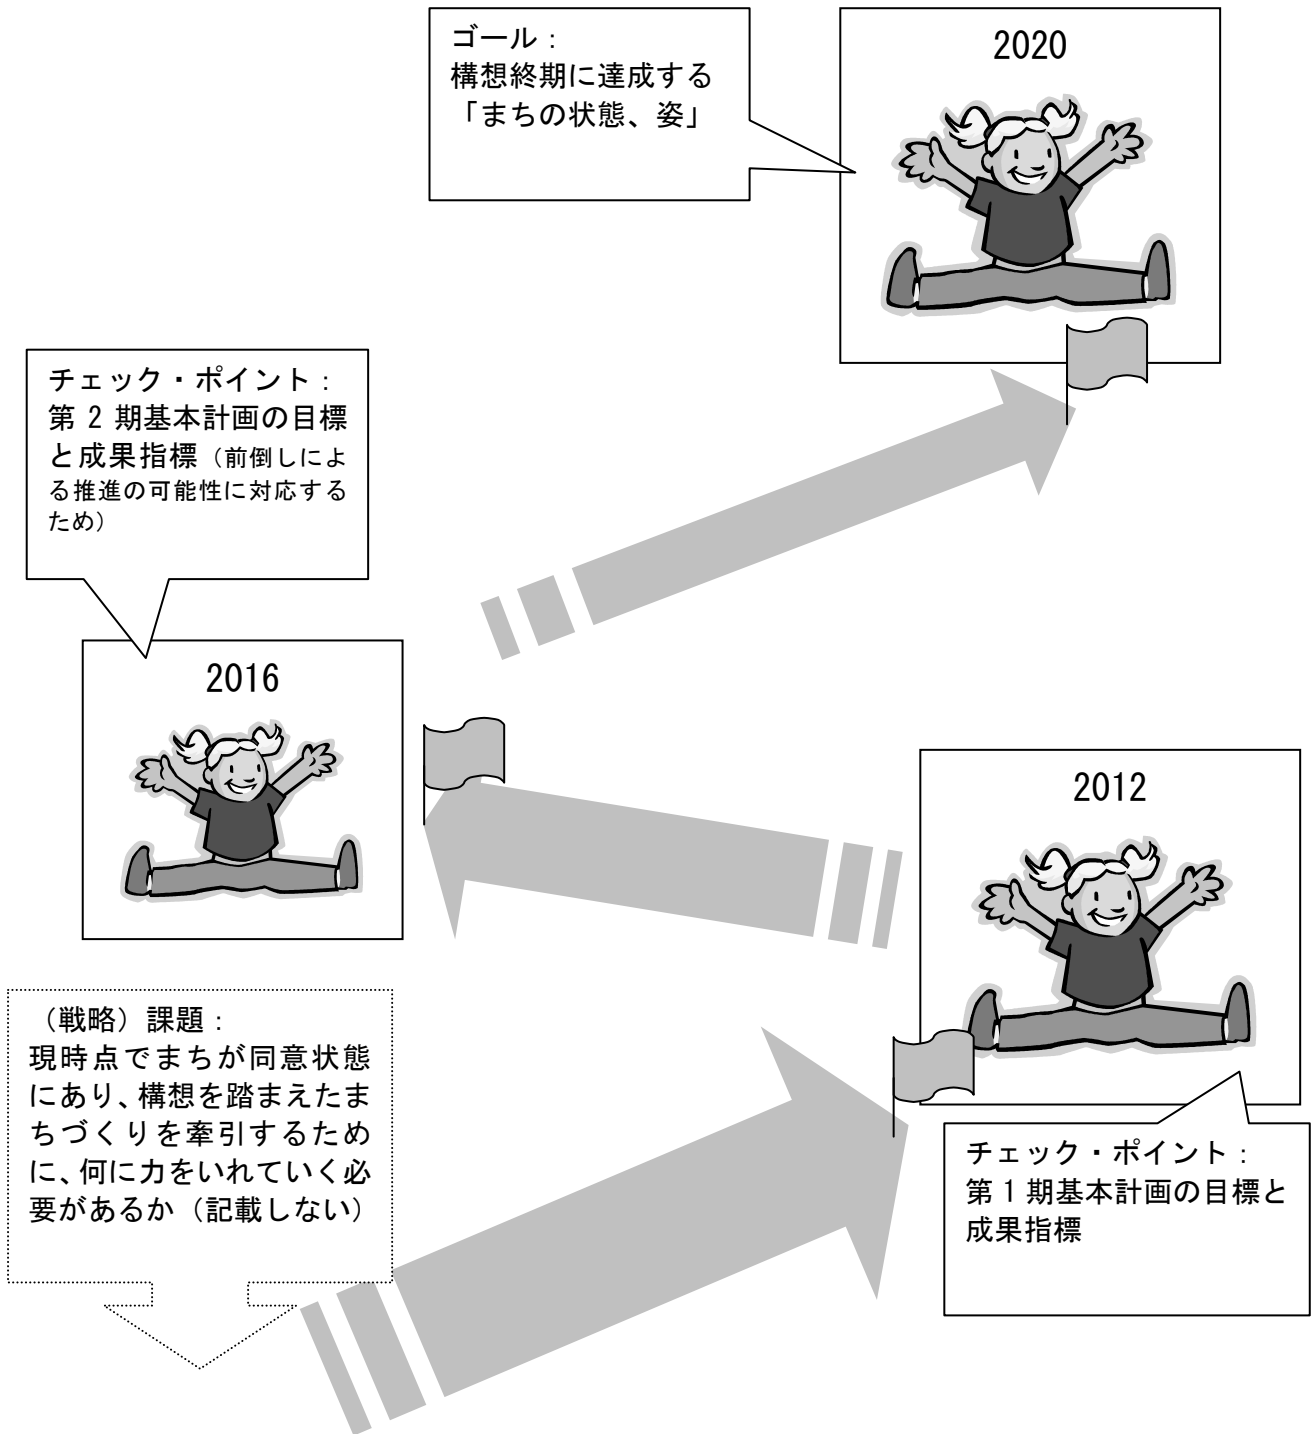 ゴール：
構想終期に達成する
「まちの状態、姿」
2020
チェック・ポイント：
第 2 期基本計画の目標
と成果指標（前倒しによ
る推進の可能性に対応する
ため）
2016
2012
（戦略）課題：
現時点でまちが同意状態
にあり、構想を踏まえたま
ちづくりを牽引するため
に、何に力をいれていく必
要があるか（記載しない）
チェック・ポイント：
第 1 期基本計画の目標と
成果指標